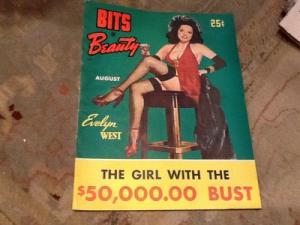 BITS
of
Beauty
25¢
AUGUST
Evelyn
WEST
THE GIRL WITH THE
$50,000.00 BUST